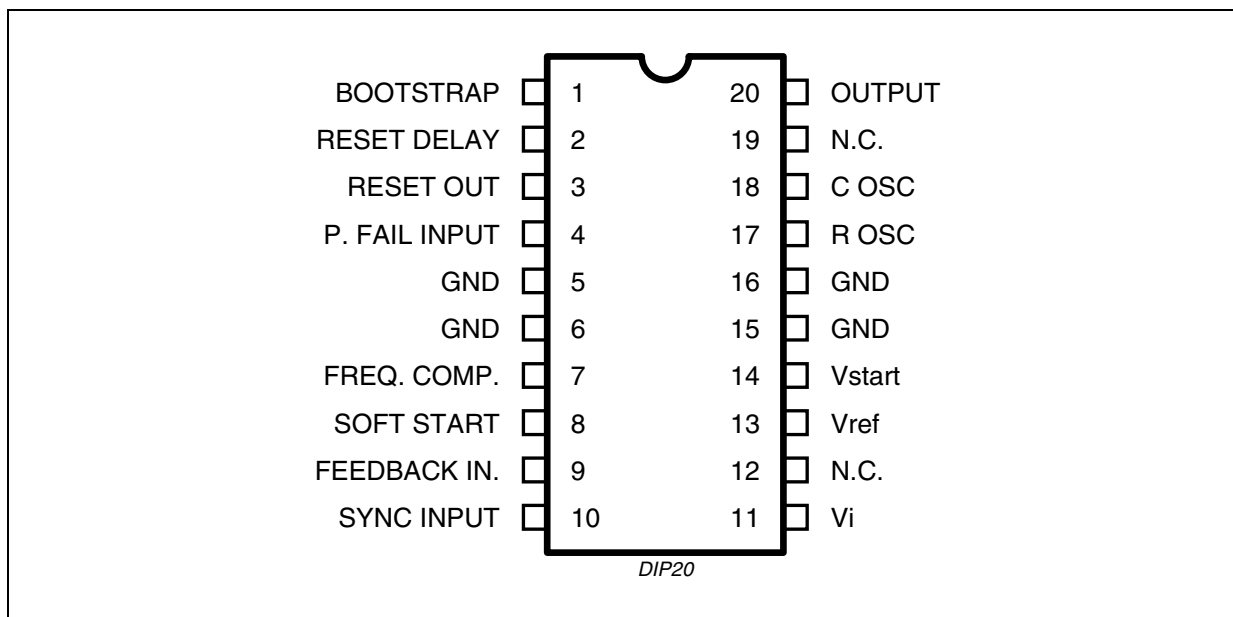 BOOTSTRAP 1 20 OUTPUT
RESET DELAY 2 19 N.C.
RESET OUT 3 18 C OSC
P. FAIL INPUT 4 17 R OSC
GND 5 16 GND
GND 6 15 GND
FREQ. COMP. 7 14 Vstart
SOFT START 8 13 Vref
FEEDBACK IN. 9 12 N.C.
SYNC INPUT 10 11 Vi
DIP20